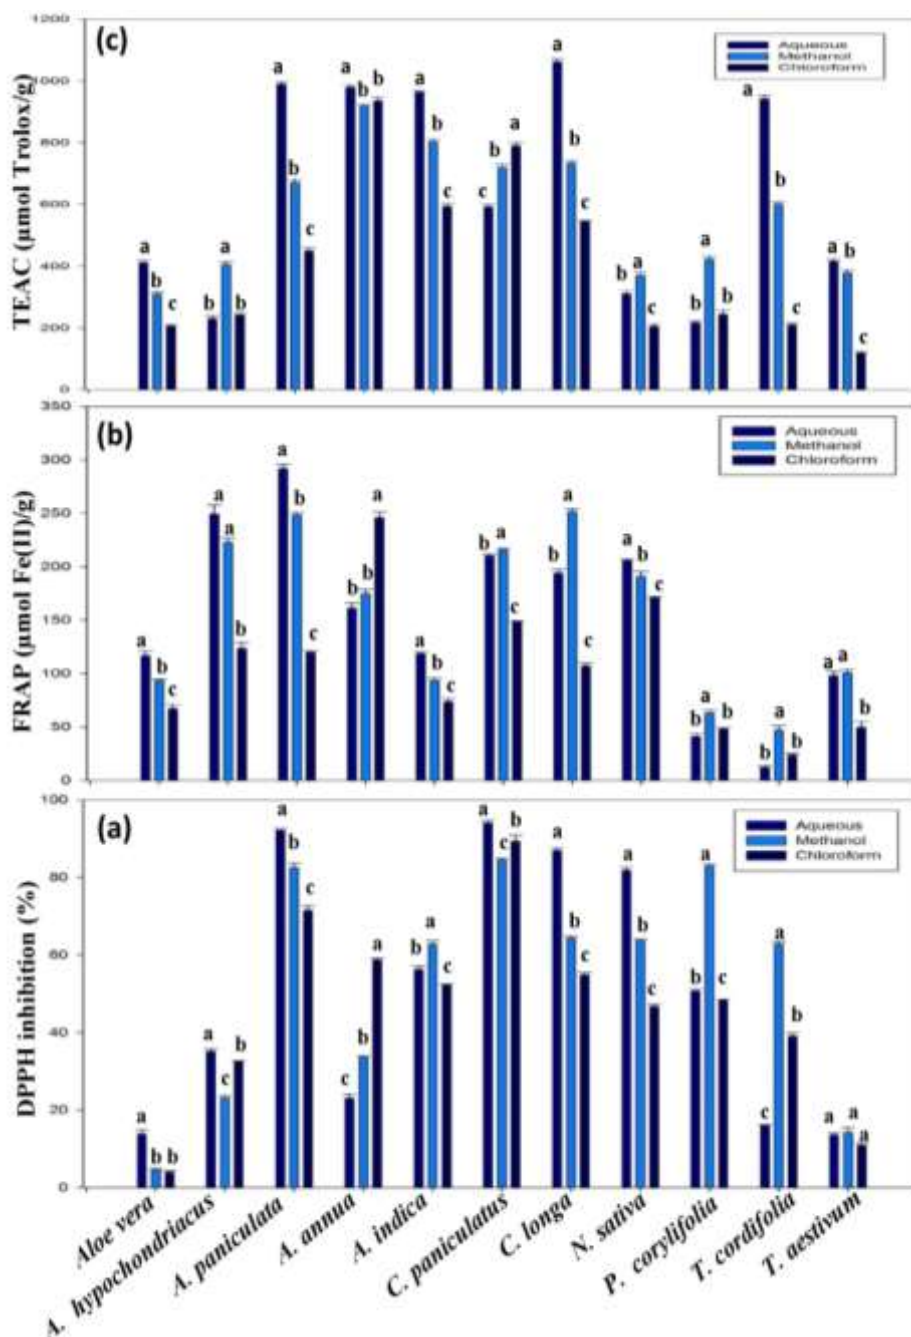 (c)
TEAC (µmol Trolox/g)
1200
1000
800
600
400
200
0
Aqueous
Methanol
Chloroform
a b c
b a b
a b c
a b b
a b c
c b a
a b c
b a c
b a b
a b c
a b c
(b)
FRAP (µmol Fe(II)/g)
350
300
250
200
150
100
50
0
Aqueous
Methanol
Chloroform
a b c
a a b
a b c
b b a
a b c
b a c
b a c
a b c
b a b
b a b
a a b
(a)
DPPH inhibition (%)
100
80
60
40
20
0
Aqueous
Methanol
Chloroform
a b b
a c b
a b c
c b a
b a c
a c b
a b c
a b c
b a c
c a b
a a a
Aloe vera
A. hypochondriacus
A. paniculata
A. annua
A. indica
C. paniculatus
C. longa
N. sativa
P. corylifolia
T. cordifolia
T. aestivum